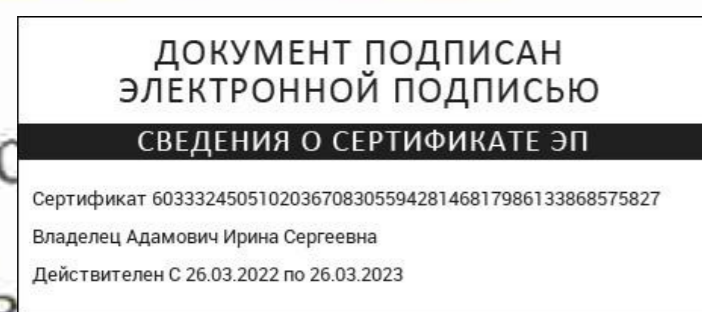 ДОКУМЕНТ ПОДПИСАН
ЭЛЕКТРОННОЙ ПОДПИСЬЮ
СВЕДЕНИЯ О СЕРТИФИКАТЕ ЭП
Сертификат 603332450510203670830559428146817986133868575827
Владелец Адамович Ирина Сергеевна
Действителен С 26.03.2022 по 26.03.2023